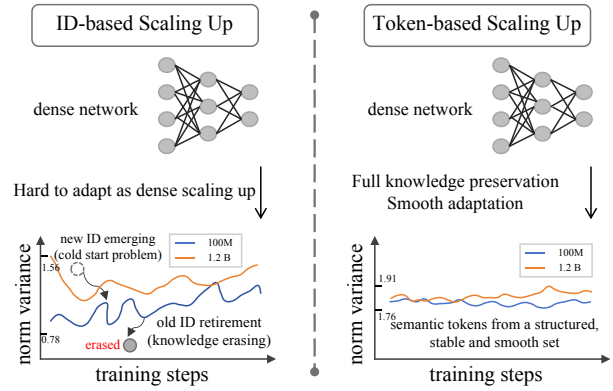 ID-based Scaling Up
dense network
Hard to adapt as dense scaling up
new ID emerging
(cold start problem)
100M
1.2 B
1.56
0.78
norm variance
old ID retirement
(knowledge erasing)
erased
training steps
Token-based Scaling Up
dense network
Full knowledge preservation
Smooth adaptation
100M
1.2 B
1.91
1.76
norm variance
semantic tokens from a structured,
stable and smooth set
training steps